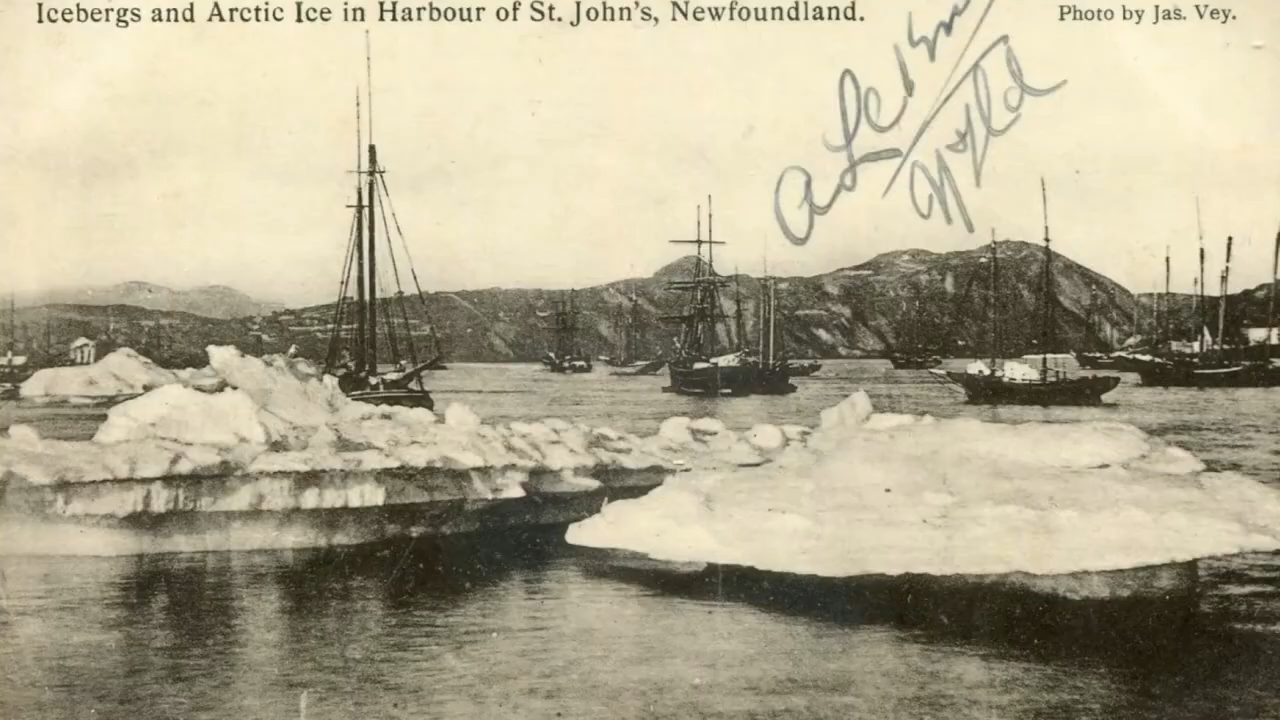 Icebergs and Arctic Ice in Harbour of St. John's, Newfoundland.
Photo by Jas. Vey.
Nfld